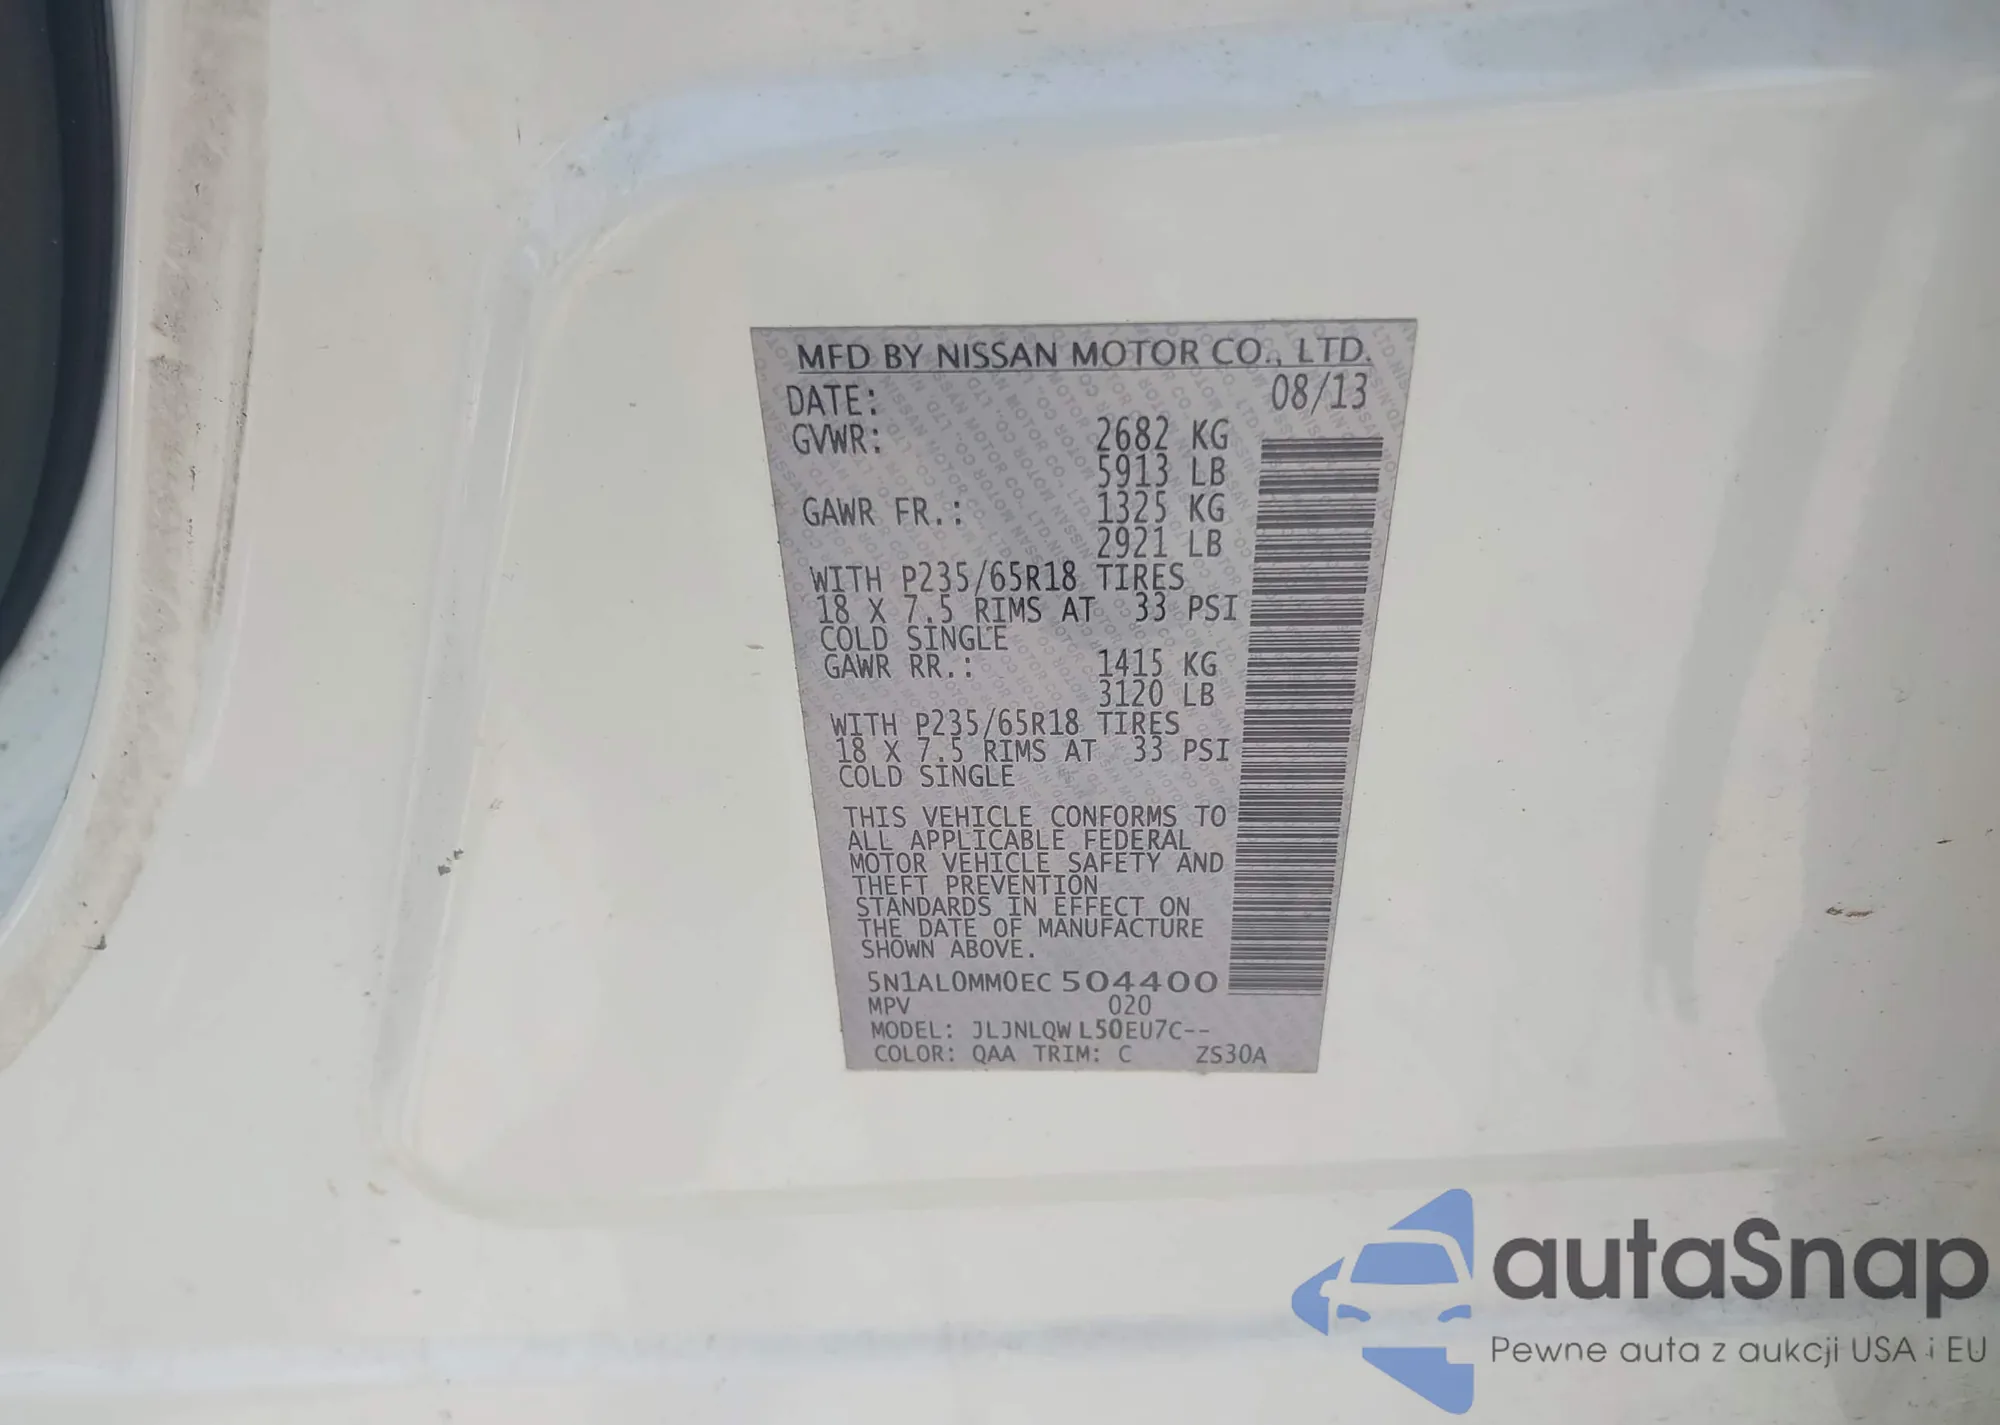 MFD BY NISSAN MOTOR CO., LTD.
DATE: 08/13
GVWR: 2682 KG
5913 LB
GAWR FR.: 1325 KG
2921 LB
WITH P235/65R18 TIRES
18 X 7.5 RIMS AT 33 PSI
COLD SINGLE
GAWR RR.: 1415 KG
3120 LB
WITH P235/65R18 TIRES
18 X 7.5 RIMS AT 33 PSI
COLD SINGLE
THIS VEHICLE CONFORMS TO
ALL APPLICABLE FEDERAL
MOTOR VEHICLE SAFETY AND
THEFT PREVENTION
STANDARDS IN EFFECT ON
THE DATE OF MANUFACTURE
SHOWN ABOVE.
5N1AL0MM0EC 504400
MPV 020
MODEL: JLJNLQW L50EU7C--
COLOR: QAA TRIM: C ZS30A
autaSnap
Pewne auta z aukcji USA i EU